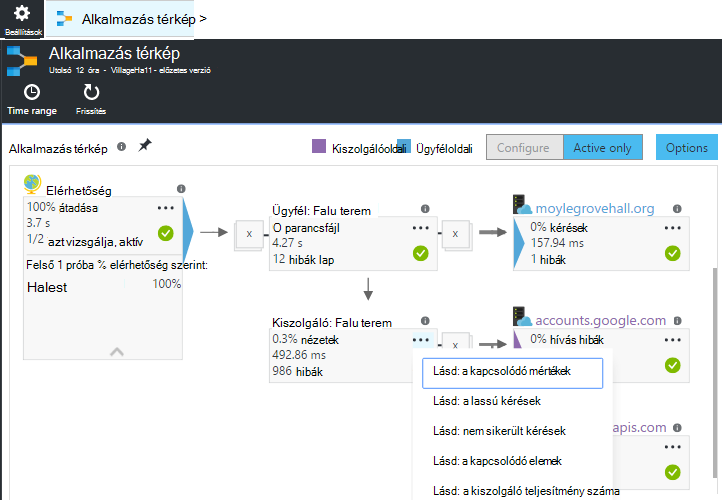 Beállítások
Alkalmazás térkép >
Alkalmazás térkép
Utolsó 12 óra - VillageHa11 - előzetes verzió
Time range
Frissítés
Alkalmazás térkép
Kiszolgálóoldali
Ügyféloldali
Configure
Active only
Options
Elérhetőség
100% átadása
3.7 s
1/2 azt vizsgálja, aktív
Felső 1 próba % elérhetőség szerint:
Halest 100%
x
Ügyfél: Falu terem
O parancsfájl
4.27 s
12 hibák lap
x
moylegrovehall.org
0% kérések
157.94 ms
1 hibák
Kiszolgáló: Falu terem
0.3% nézetek
492.86 ms
986 hibák
x
accounts.google.com
0% hívás hibák
Lásd: a kapcsolódó mértékek
Lásd: a lassú kérések
Lásd: nem sikerült kérések
Lásd: a kapcsolódó elemek
Lásd: a kiszolgáló teljesítmény száma
apis.com